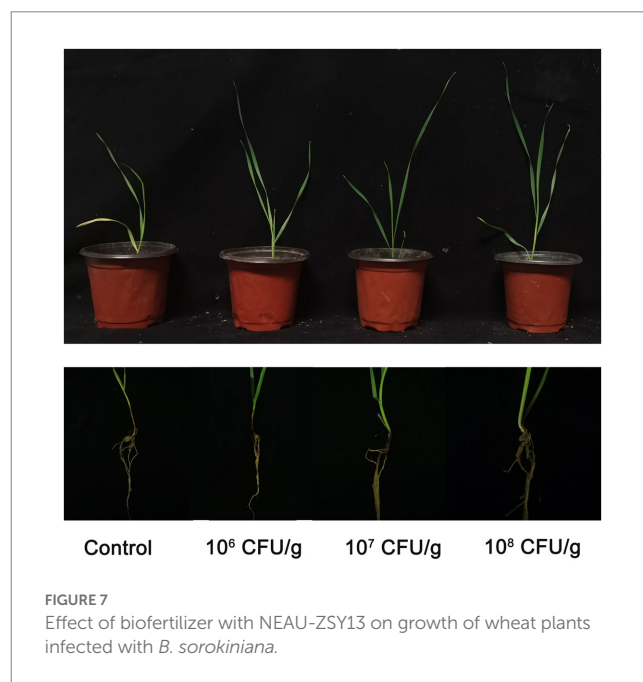 Control 10⁶ CFU/g 10⁷ CFU/g 10⁸ CFU/g
FIGURE 7
Effect of biofertilizer with NEAU-ZSY13 on growth of wheat plants
infected with B. sorokiniana.